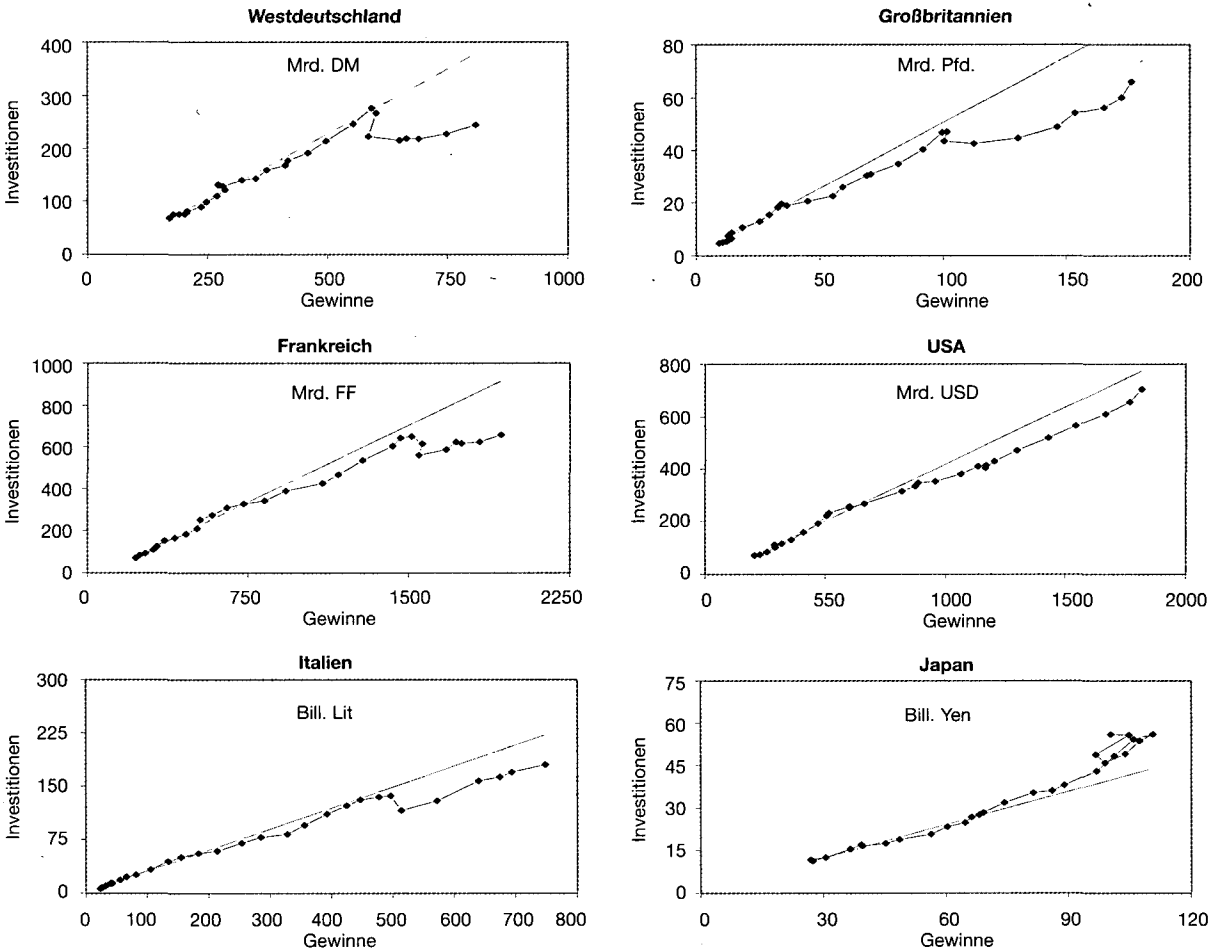 Westdeutschland
Mrd. DM
Investitionen
400
300
200
100
0
0 250 500 750 1000
Gewinne
Großbritannien
Mrd. Pfd.
Investitionen
80
60
40
20
0
0 50 100 150 200
Gewinne
Frankreich
Mrd. FF
Investitionen
1000
800
600
400
200
0
0 750 1500 2250
Gewinne
USA
Mrd. USD
Investitionen
800
600
400
200
0
0 550 1000 1500 2000
Gewinne
Italien
Bill. Lit
Investitionen
300
225
150
75
0
0 100 200 300 400 500 600 700 800
Gewinne
Japan
Bill. Yen
Investitionen
75
60
45
30
15
0
0 30 60 90 120
Gewinne